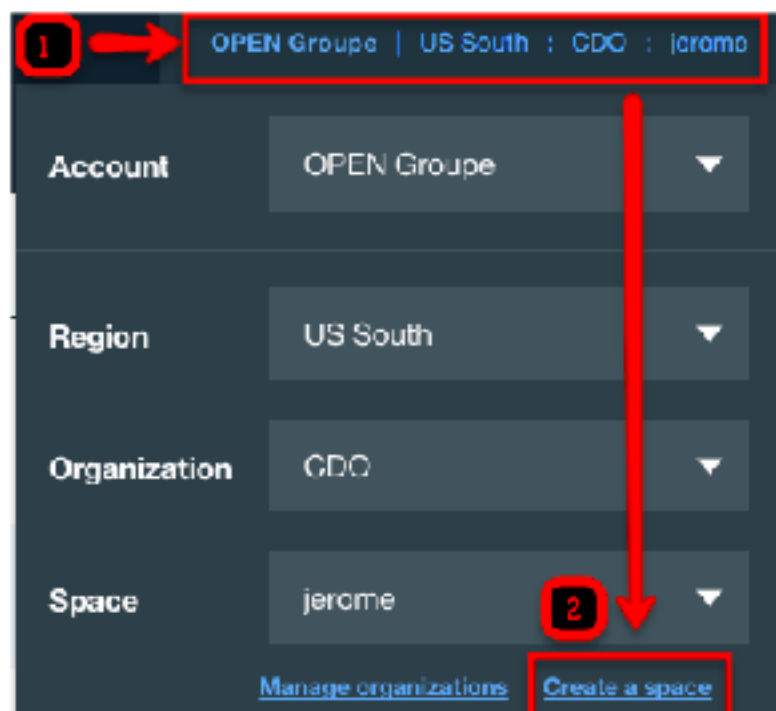 1 OPEN Groupe | US South : CDO : jerome
Account OPEN Groupe
Region US South
Organization CDO
Space jerome
2
Manage organizations Create a space